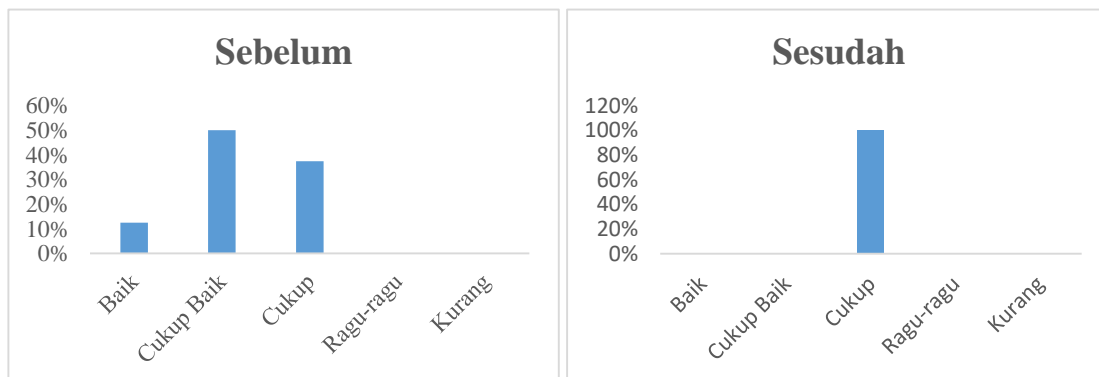 Sebelum
60%
50%
40%
30%
20%
10%
0%
Baik
Cukup Baik
Cukup
Ragu-ragu
Kurang
Sesudah
120%
100%
80%
60%
40%
20%
0%
Baik
Cukup Baik
Cukup
Ragu-ragu
Kurang